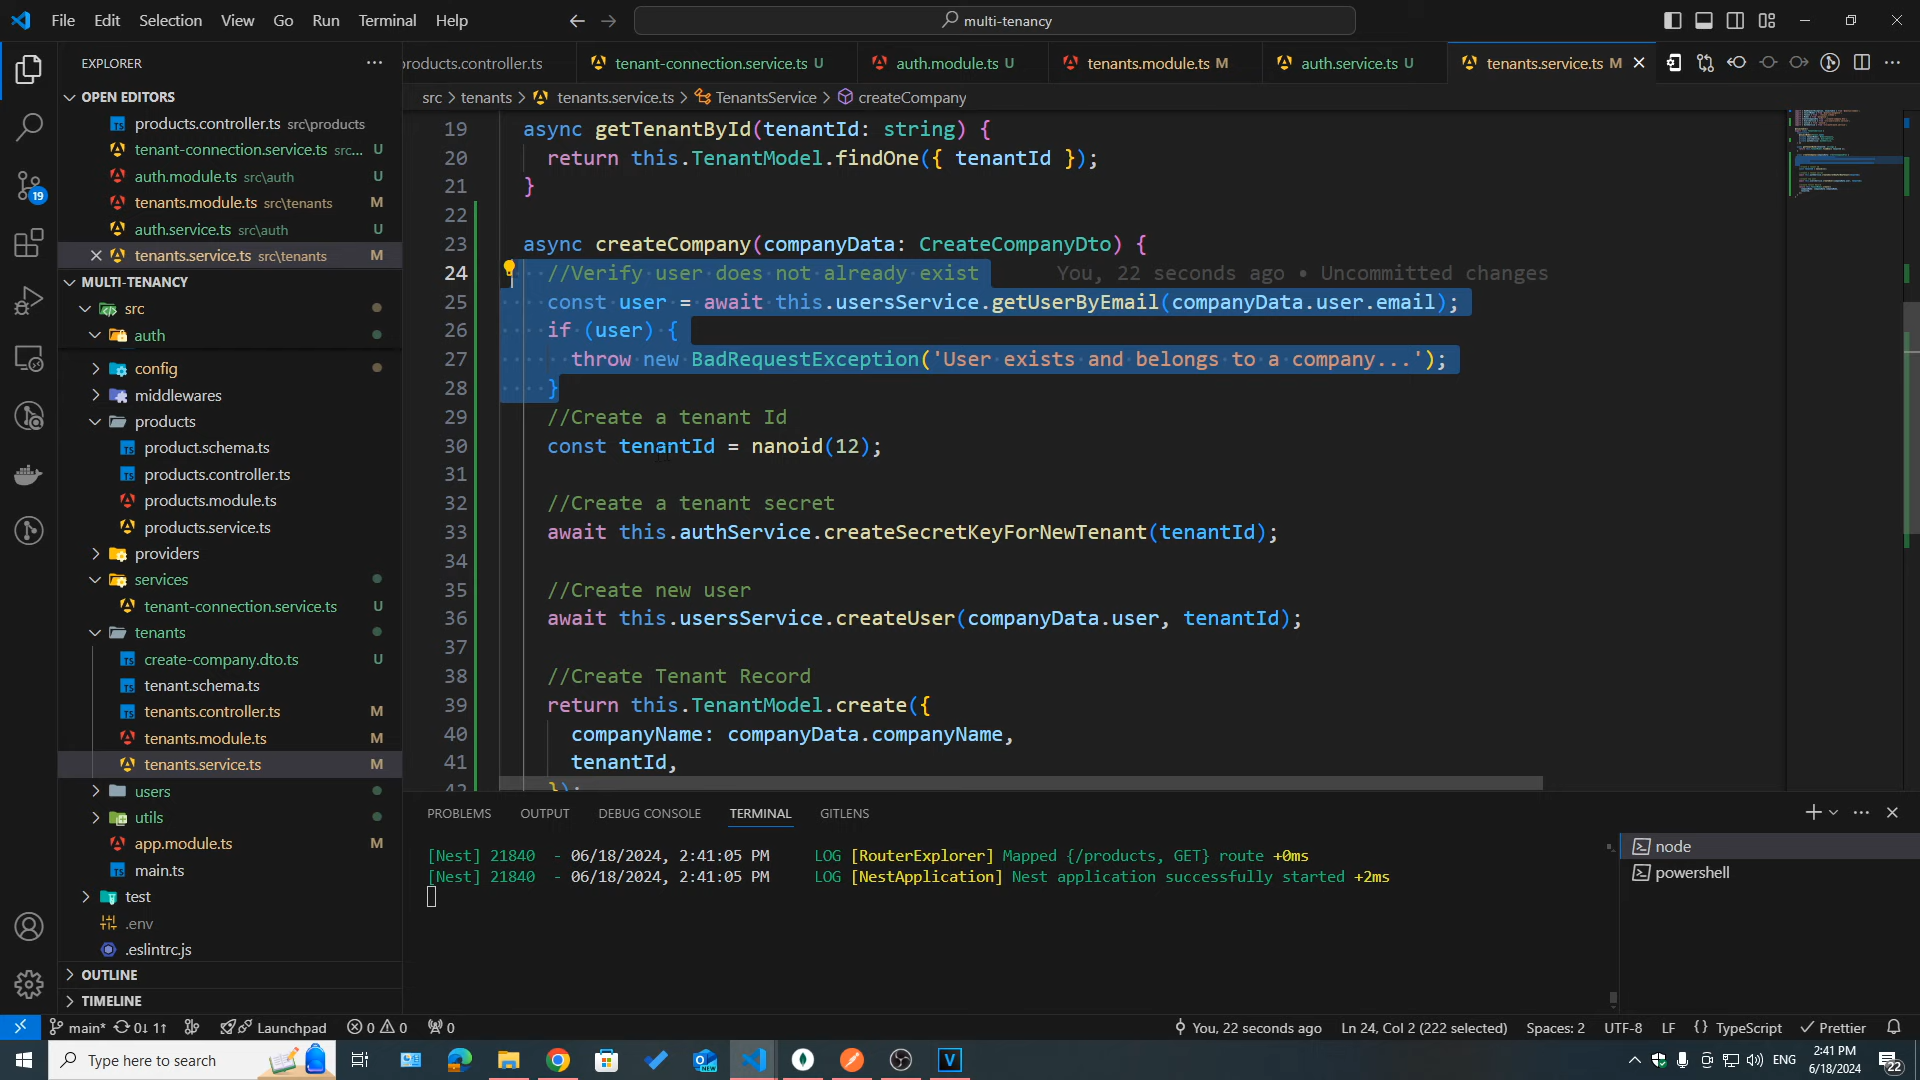 File Edit Selection View Go Run Terminal Help
multi-tenancy
EXPLORER
roducts.controller.ts
tenant-connection.service.ts U
auth.module.ts U
tenants.module.ts M
auth.service.ts U
tenants.service.ts M
OPEN EDITORS
products.controller.ts src\products
tenant-connection.service.ts src... U
auth.module.ts src\auth U
tenants.module.ts src\tenants M
auth.service.ts src\auth U
tenants.service.ts src\tenants M
MULTI-TENANCY
src
auth
config
middlewares
products
product.schema.ts
products.controller.ts
products.module.ts
products.service.ts
providers
services
tenant-connection.service.ts U
tenants
create-company.dto.ts U
tenant.schema.ts
tenants.controller.ts M
tenants.module.ts M
tenants.service.ts M
users
utils
app.module.ts M
main.ts
test
.env
.eslintrc.js
OUTLINE
TIMELINE
19
src > tenants > tenants.service.ts > TenantsService > createCompany
19 async getTenantById(tenantId: string) {
20 return this.TenantModel.findOne({ tenantId });
21 }
22
23 async createCompany(companyData: CreateCompanyDto) {
24 //Verify user does not already exist You, 22 seconds ago • Uncommitted changes
25 const user = await this.usersService.getUserByEmail(companyData.user.email);
26 if (user) {
27 throw new BadRequestException('User exists and belongs to a company...');
28 }
29 //Create a tenant Id
30 const tenantId = nanoid(12);
31
32 //Create a tenant secret
33 await this.authService.createSecretKeyForNewTenant(tenantId);
34
35 //Create new user
36 await this.usersService.createUser(companyData.user, tenantId);
37
38 //Create Tenant Record
39 return this.TenantModel.create({
40 companyName: companyData.companyName,
41 tenantId,
42 });
PROBLEMS OUTPUT DEBUG CONSOLE TERMINAL GITLENS
[Nest] 21840 - 06/18/2024, 2:41:05 PM LOG [RouterExplorer] Mapped {/products, GET} route +0ms
[Nest] 21840 - 06/18/2024, 2:41:05 PM LOG [NestApplication] Nest application successfully started +2ms
node
powershell
main* 0↓ 1↑ Launchpad 0 0 0 You, 22 seconds ago Ln 24, Col 2 (222 selected) Spaces: 2 UTF-8 LF {} TypeScript Prettier
Type here to search
ENG
2:41 PM
6/18/2024
22